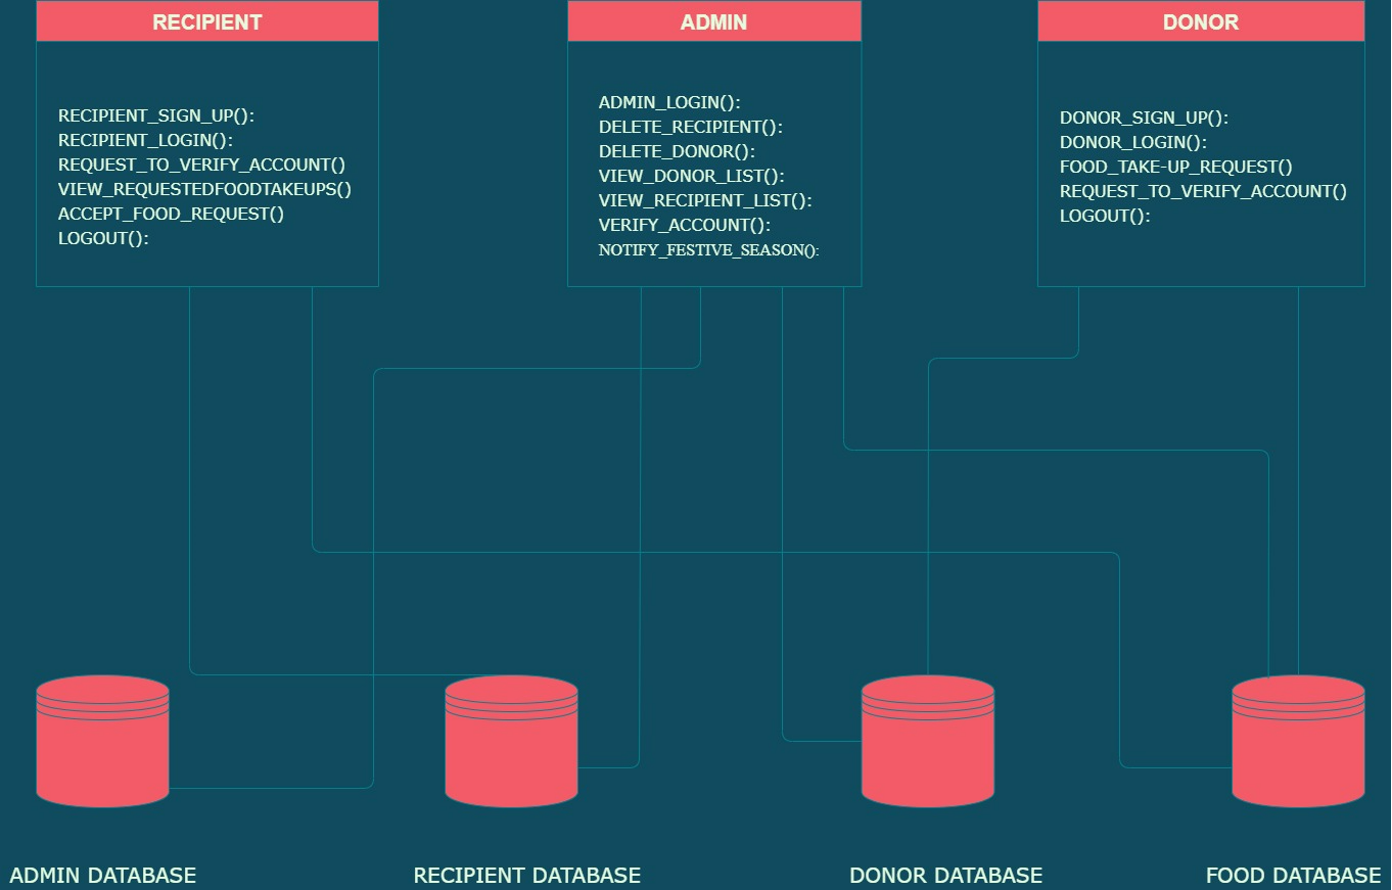 RECIPIENT
RECIPIENT_SIGN_UP():
RECIPIENT_LOGIN():
REQUEST_TO_VERIFY_ACCOUNT()
VIEW_REQUESTEDFOODTAKEUPS()
ACCEPT_FOOD_REQUEST()
LOGOUT():
ADMIN
ADMIN_LOGIN():
DELETE_RECIPIENT():
DELETE_DONOR():
VIEW_DONOR_LIST():
VIEW_RECIPIENT_LIST():
VERIFY_ACCOUNT():
NOTIFY_FESTIVE_SEASON():
DONOR
DONOR_SIGN_UP():
DONOR_LOGIN():
FOOD_TAKE-UP_REQUEST()
REQUEST_TO_VERIFY_ACCOUNT()
LOGOUT():
ADMIN DATABASE
RECIPIENT DATABASE
DONOR DATABASE
FOOD DATABASE